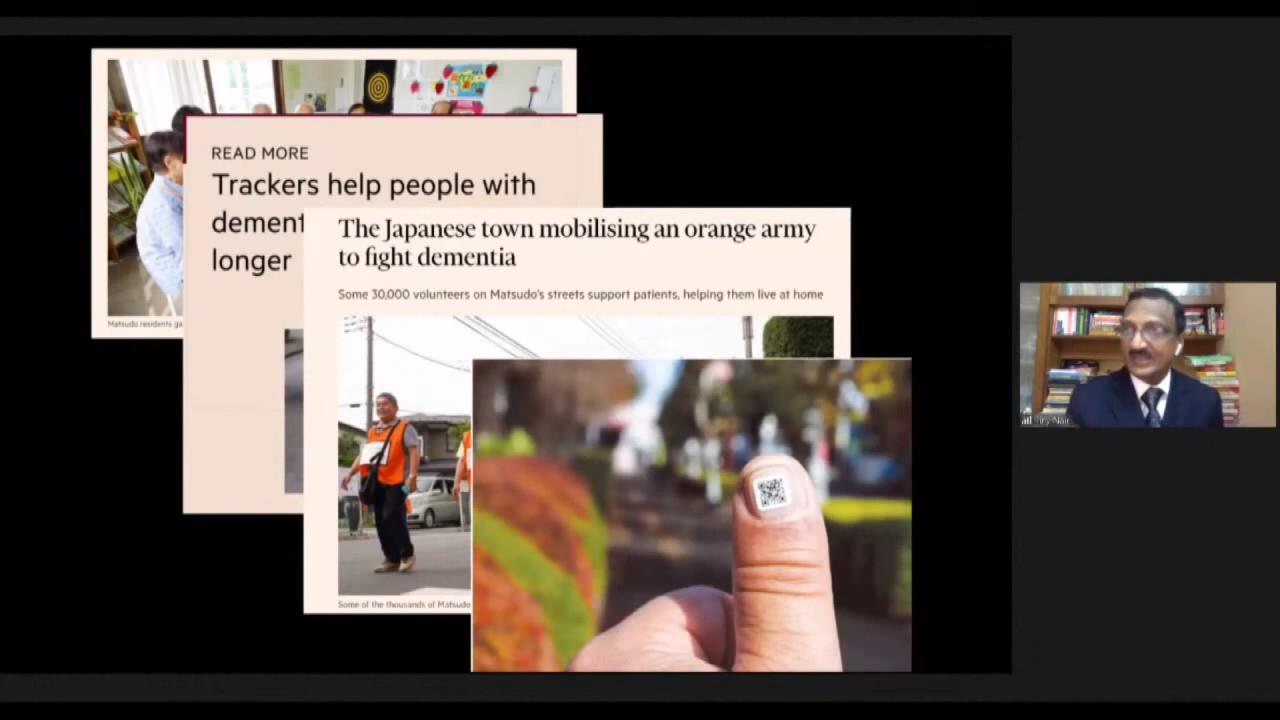 READ MORE
Trackers help people with
dement
longer
The Japanese town mobilising an orange army
to fight dementia
Some 30,000 volunteers on Matsudo's streets support patients, helping them live at home
Matsudo residents ga
Some of the thousands of Matsudo